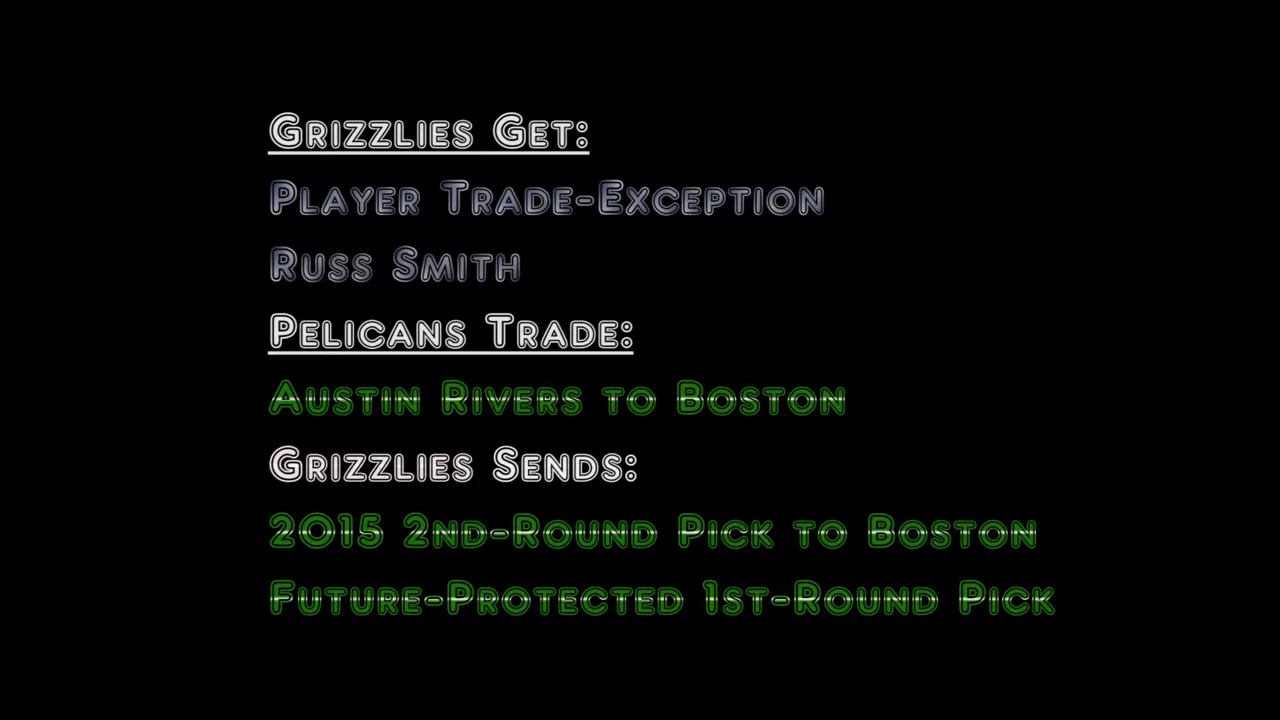 Grizzlies Get:
Player Trade-Exception
Russ Smith
Pelicans Trade:
Austin Rivers to Boston
Grizzlies Sends:
2015 2nd-Round Pick to Boston
Future-Protected 1st-Round Pick